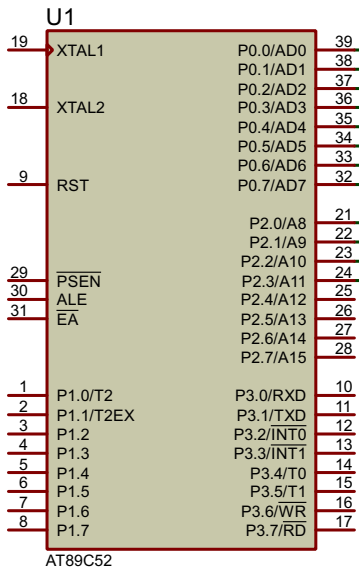 U1
19 XTAL1 P0.0/AD0 39
P0.1/AD1 38
P0.2/AD2 37
18 XTAL2 P0.3/AD3 36
P0.4/AD4 35
P0.5/AD5 34
P0.6/AD6 33
9 RST P0.7/AD7 32
P2.0/A8 21
P2.1/A9 22
P2.2/A10 23
29 PSEN P2.3/A11 24
30 ALE P2.4/A12 25
31 EA P2.5/A13 26
P2.6/A14 27
P2.7/A15 28
1 P1.0/T2 P3.0/RXD 10
2 P1.1/T2EX P3.1/TXD 11
3 P1.2 P3.2/INT0 12
4 P1.3 P3.3/INT1 13
5 P1.4 P3.4/T0 14
6 P1.5 P3.5/T1 15
7 P1.6 P3.6/WR 16
8 P1.7 P3.7/RD 17
AT89C52